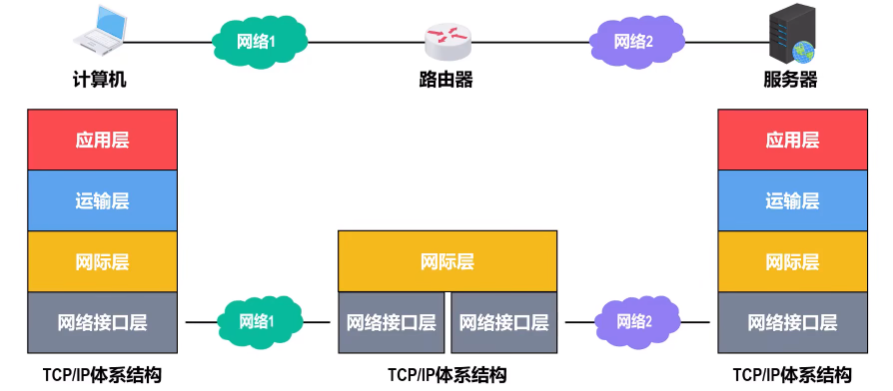 网络1
网络2
计算机
路由器
服务器
应用层
应用层
运输层
运输层
网际层
网际层
网际层
网络接口层
网络1
网络接口层
网络接口层
网络2
网络接口层
TCP/IP体系结构
TCP/IP体系结构
TCP/IP体系结构